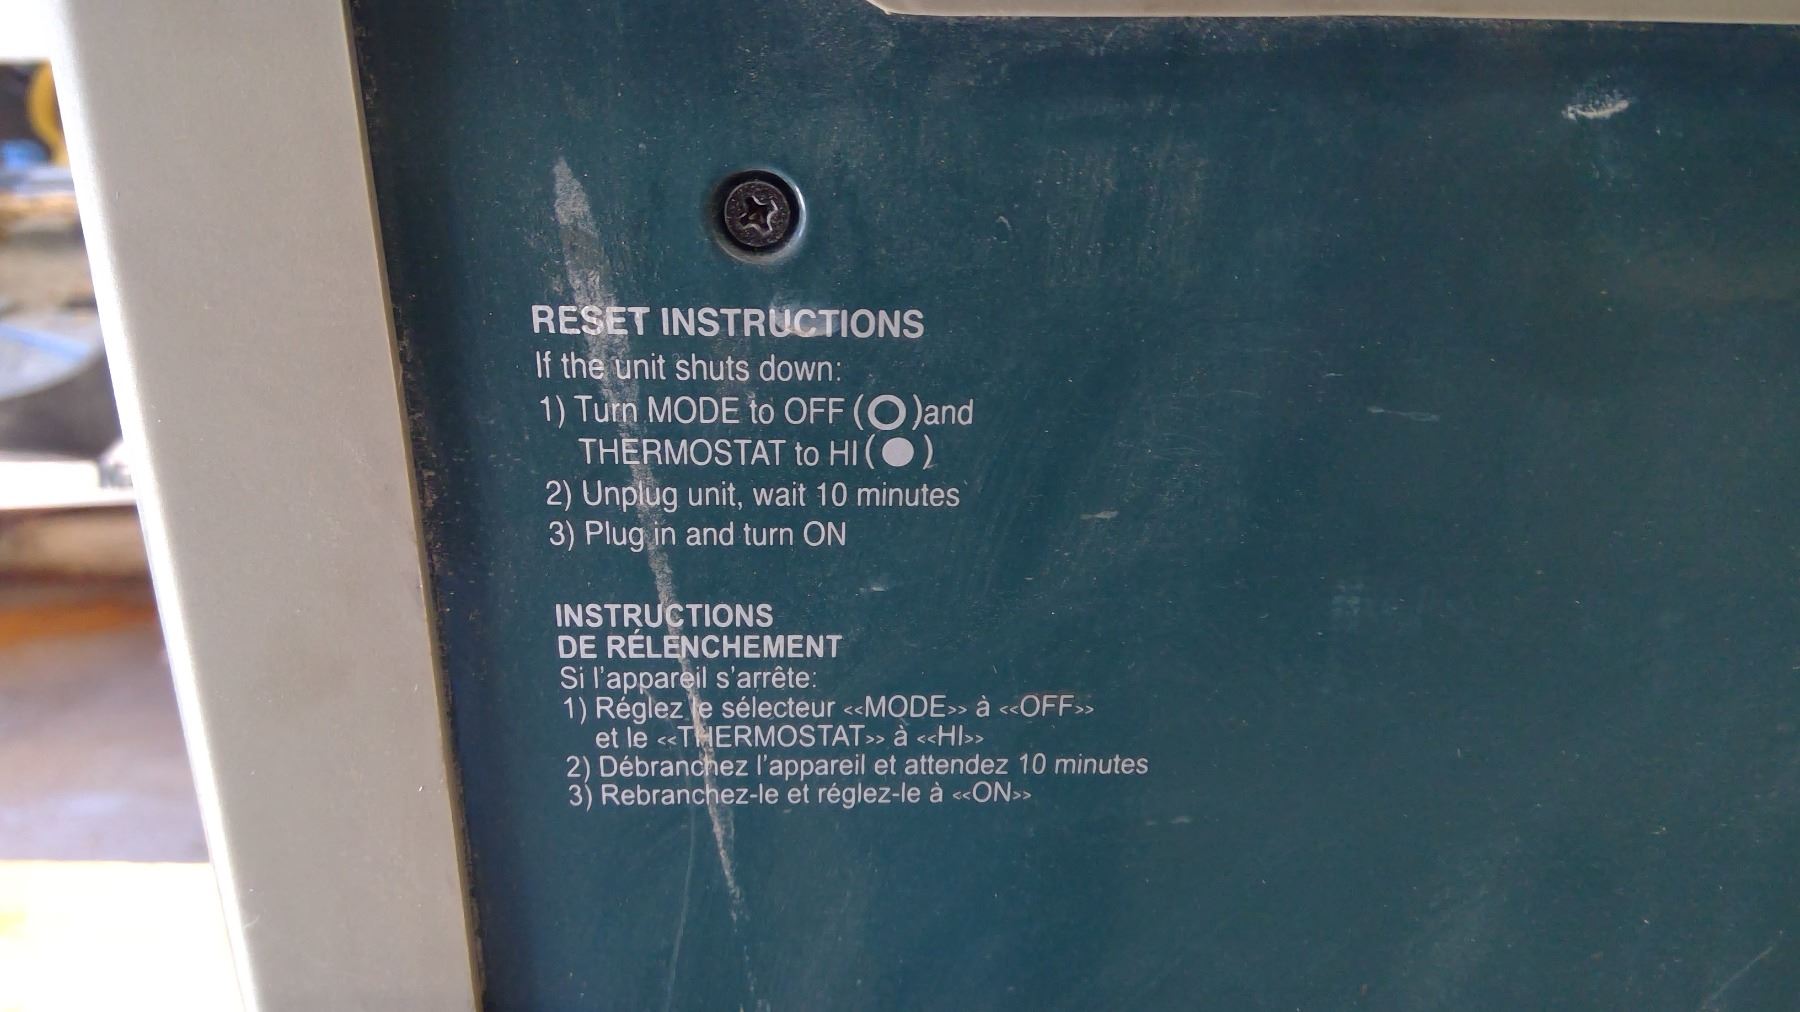 RESET INSTRUCTIONS
If the unit shuts down:
1) Turn MODE to OFF (O)and
THERMOSTAT to HI (●)
2) Unplug unit, wait 10 minutes
3) Plug in and turn ON
INSTRUCTIONS
DE RÉLENCHEMENT
Si l'appareil s'arrête:
1) Réglez le sélecteur <<MODE>> à <<OFF>>
et le <<THERMOSTAT>> à <<HI>>
2) Débranchez l'appareil et attendez 10 minutes
3) Rebranchez-le et réglez-le à <<ON>>